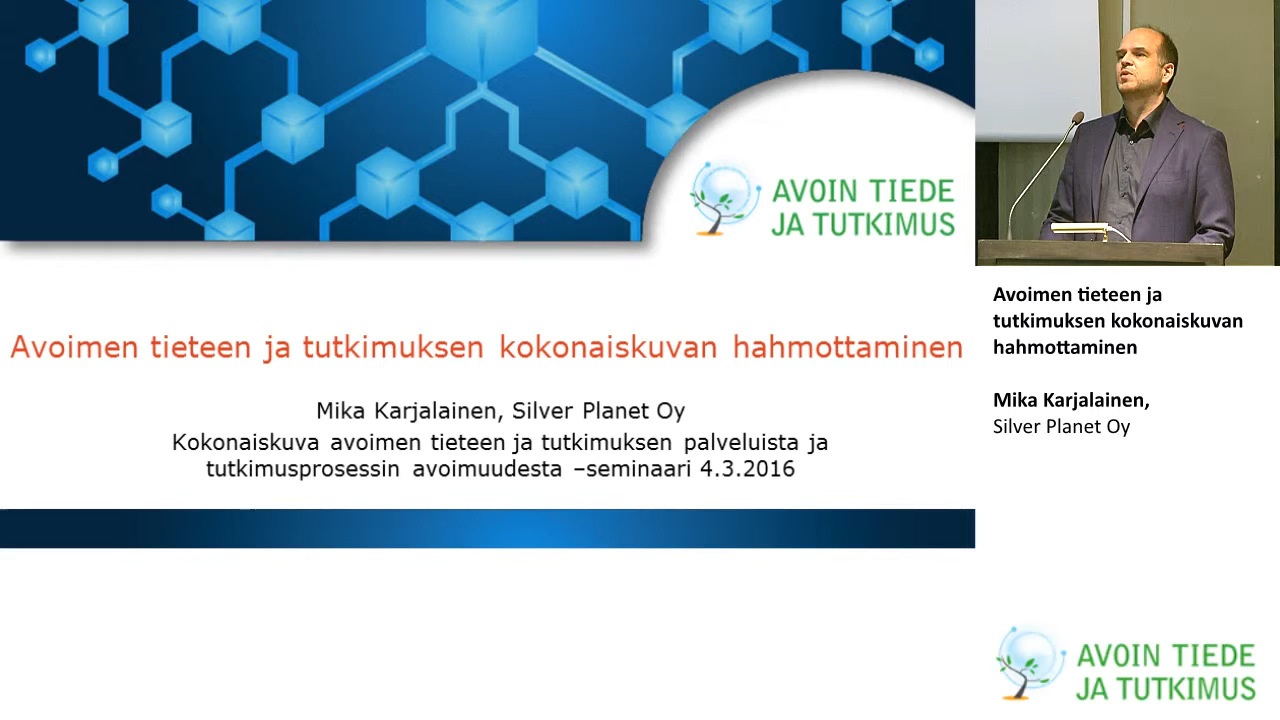 AVOIN TIEDE
JA TUTKIMUS
Avoimen tieteen ja tutkimuksen kokonaiskuvan hahmottaminen
Mika Karjalainen, Silver Planet Oy
Kokonaiskuva avoimen tieteen ja tutkimuksen palveluista ja
tutkimusprosessin avoimuudesta –seminaari 4.3.2016
Avoimen tieteen ja
tutkimuksen kokonaiskuvan
hahmottaminen
Mika Karjalainen,
Silver Planet Oy
AVOIN TIEDE
JA TUTKIMUS